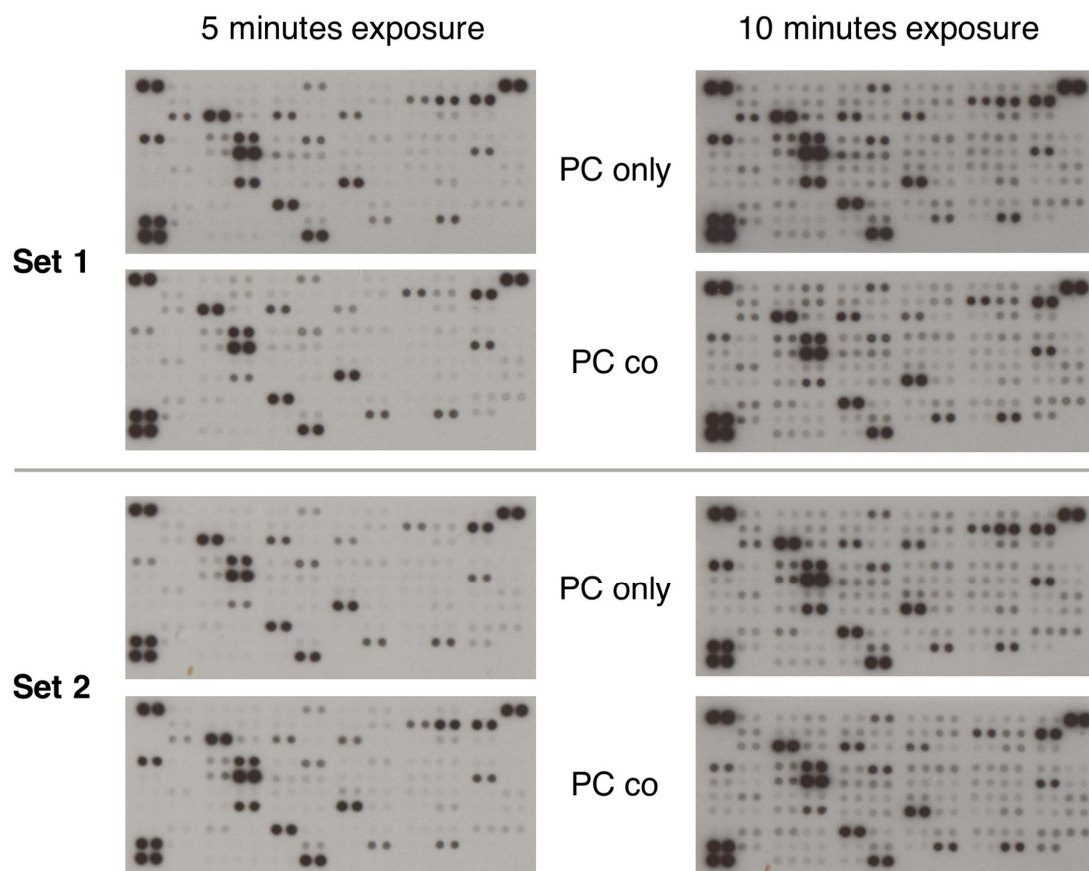 5 minutes exposure
10 minutes exposure
PC only
Set 1
PC co
PC only
Set 2
PC co